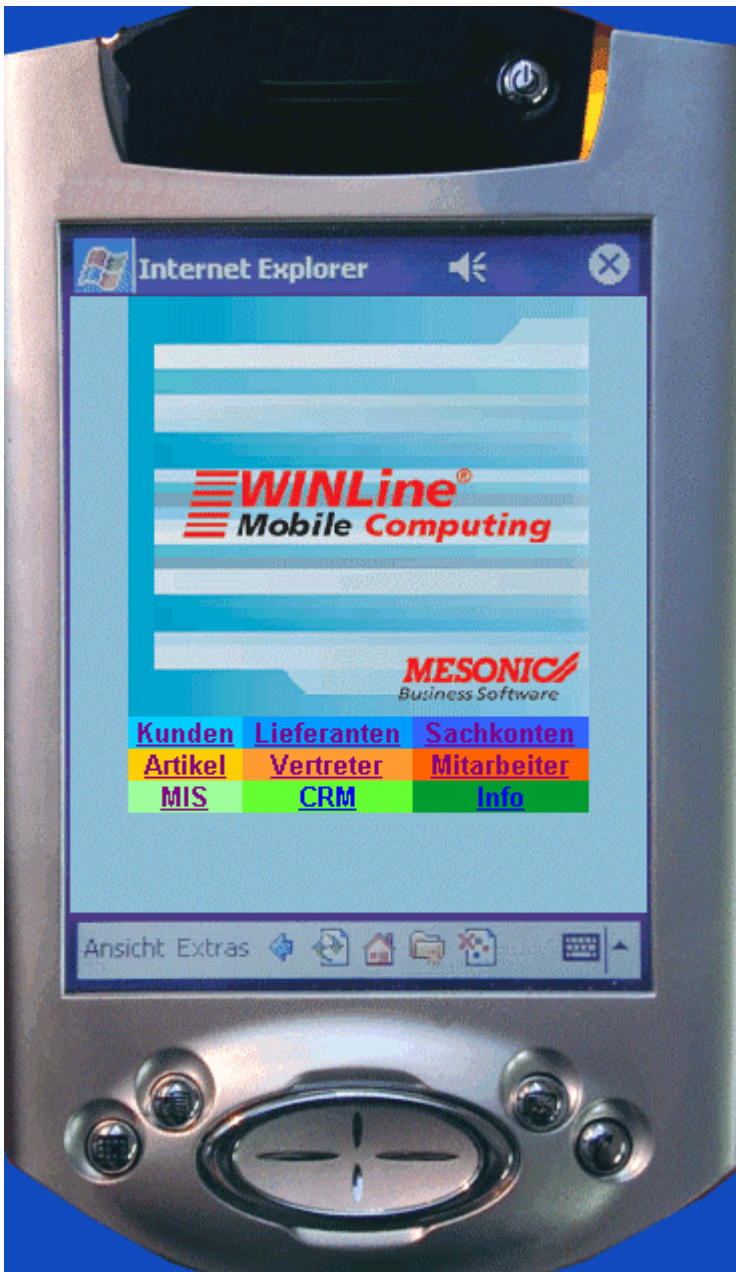 Internet Explorer
WINLine®
Mobile Computing
MESONIC
Business Software
Kunden Lieferanten Sachkonten
Artikel Vertreter Mitarbeiter
MIS CRM Info
Ansicht Extras